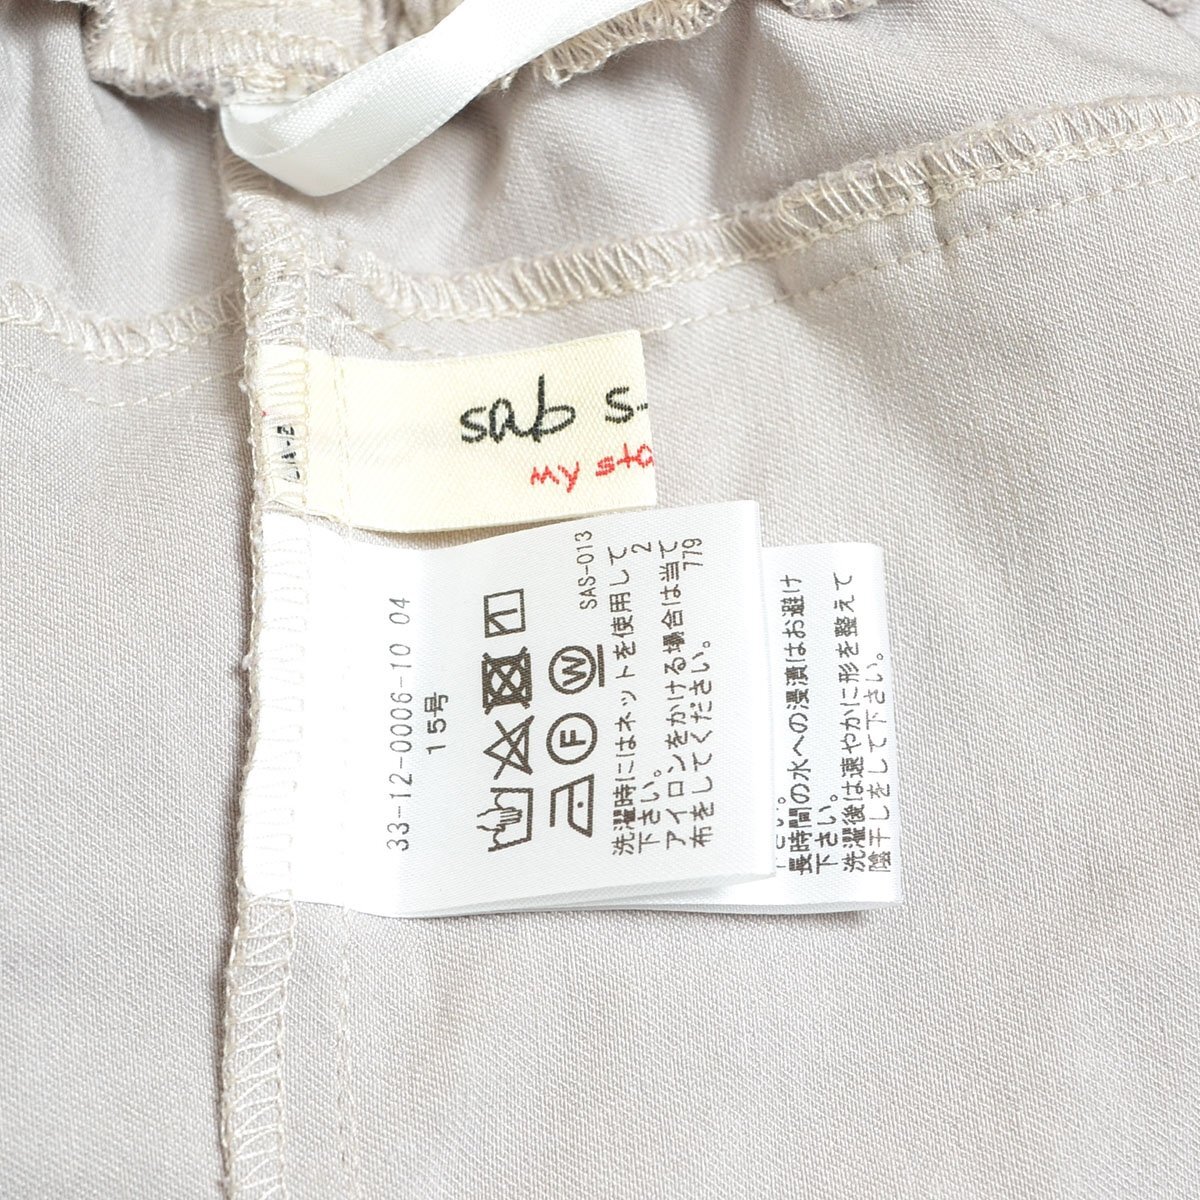 sab s
my sto
33-12-0006-10 04
15号
W
F
SAS-013
洗濯時にはネットを使用して
2
下さい。
アイロンをかける場合は当て
779
布をしてください。
長時間の水への浸漬はお避け
下さい。
洗濯後は速やかに形を整えて
陰干しをして下さい。